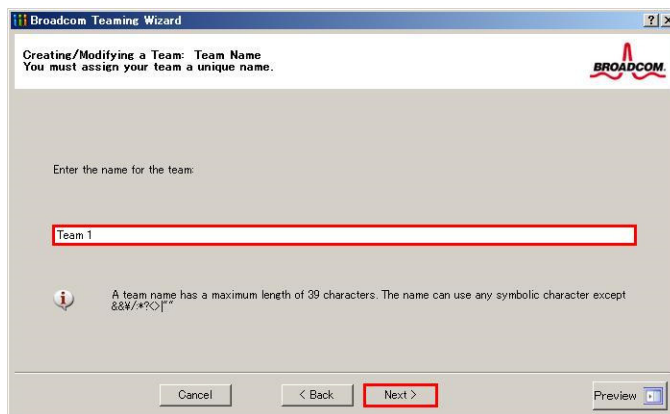 Broadcom Teaming Wizard
Creating/Modifying a Team: Team Name
You must assign your team a unique name.
BROADCOM.
Enter the name for the team:
Team 1
A team name has a maximum length of 39 characters. The name can use any symbolic character except
&&¥/:*?<>|""
Cancel
< Back
Next >
Preview